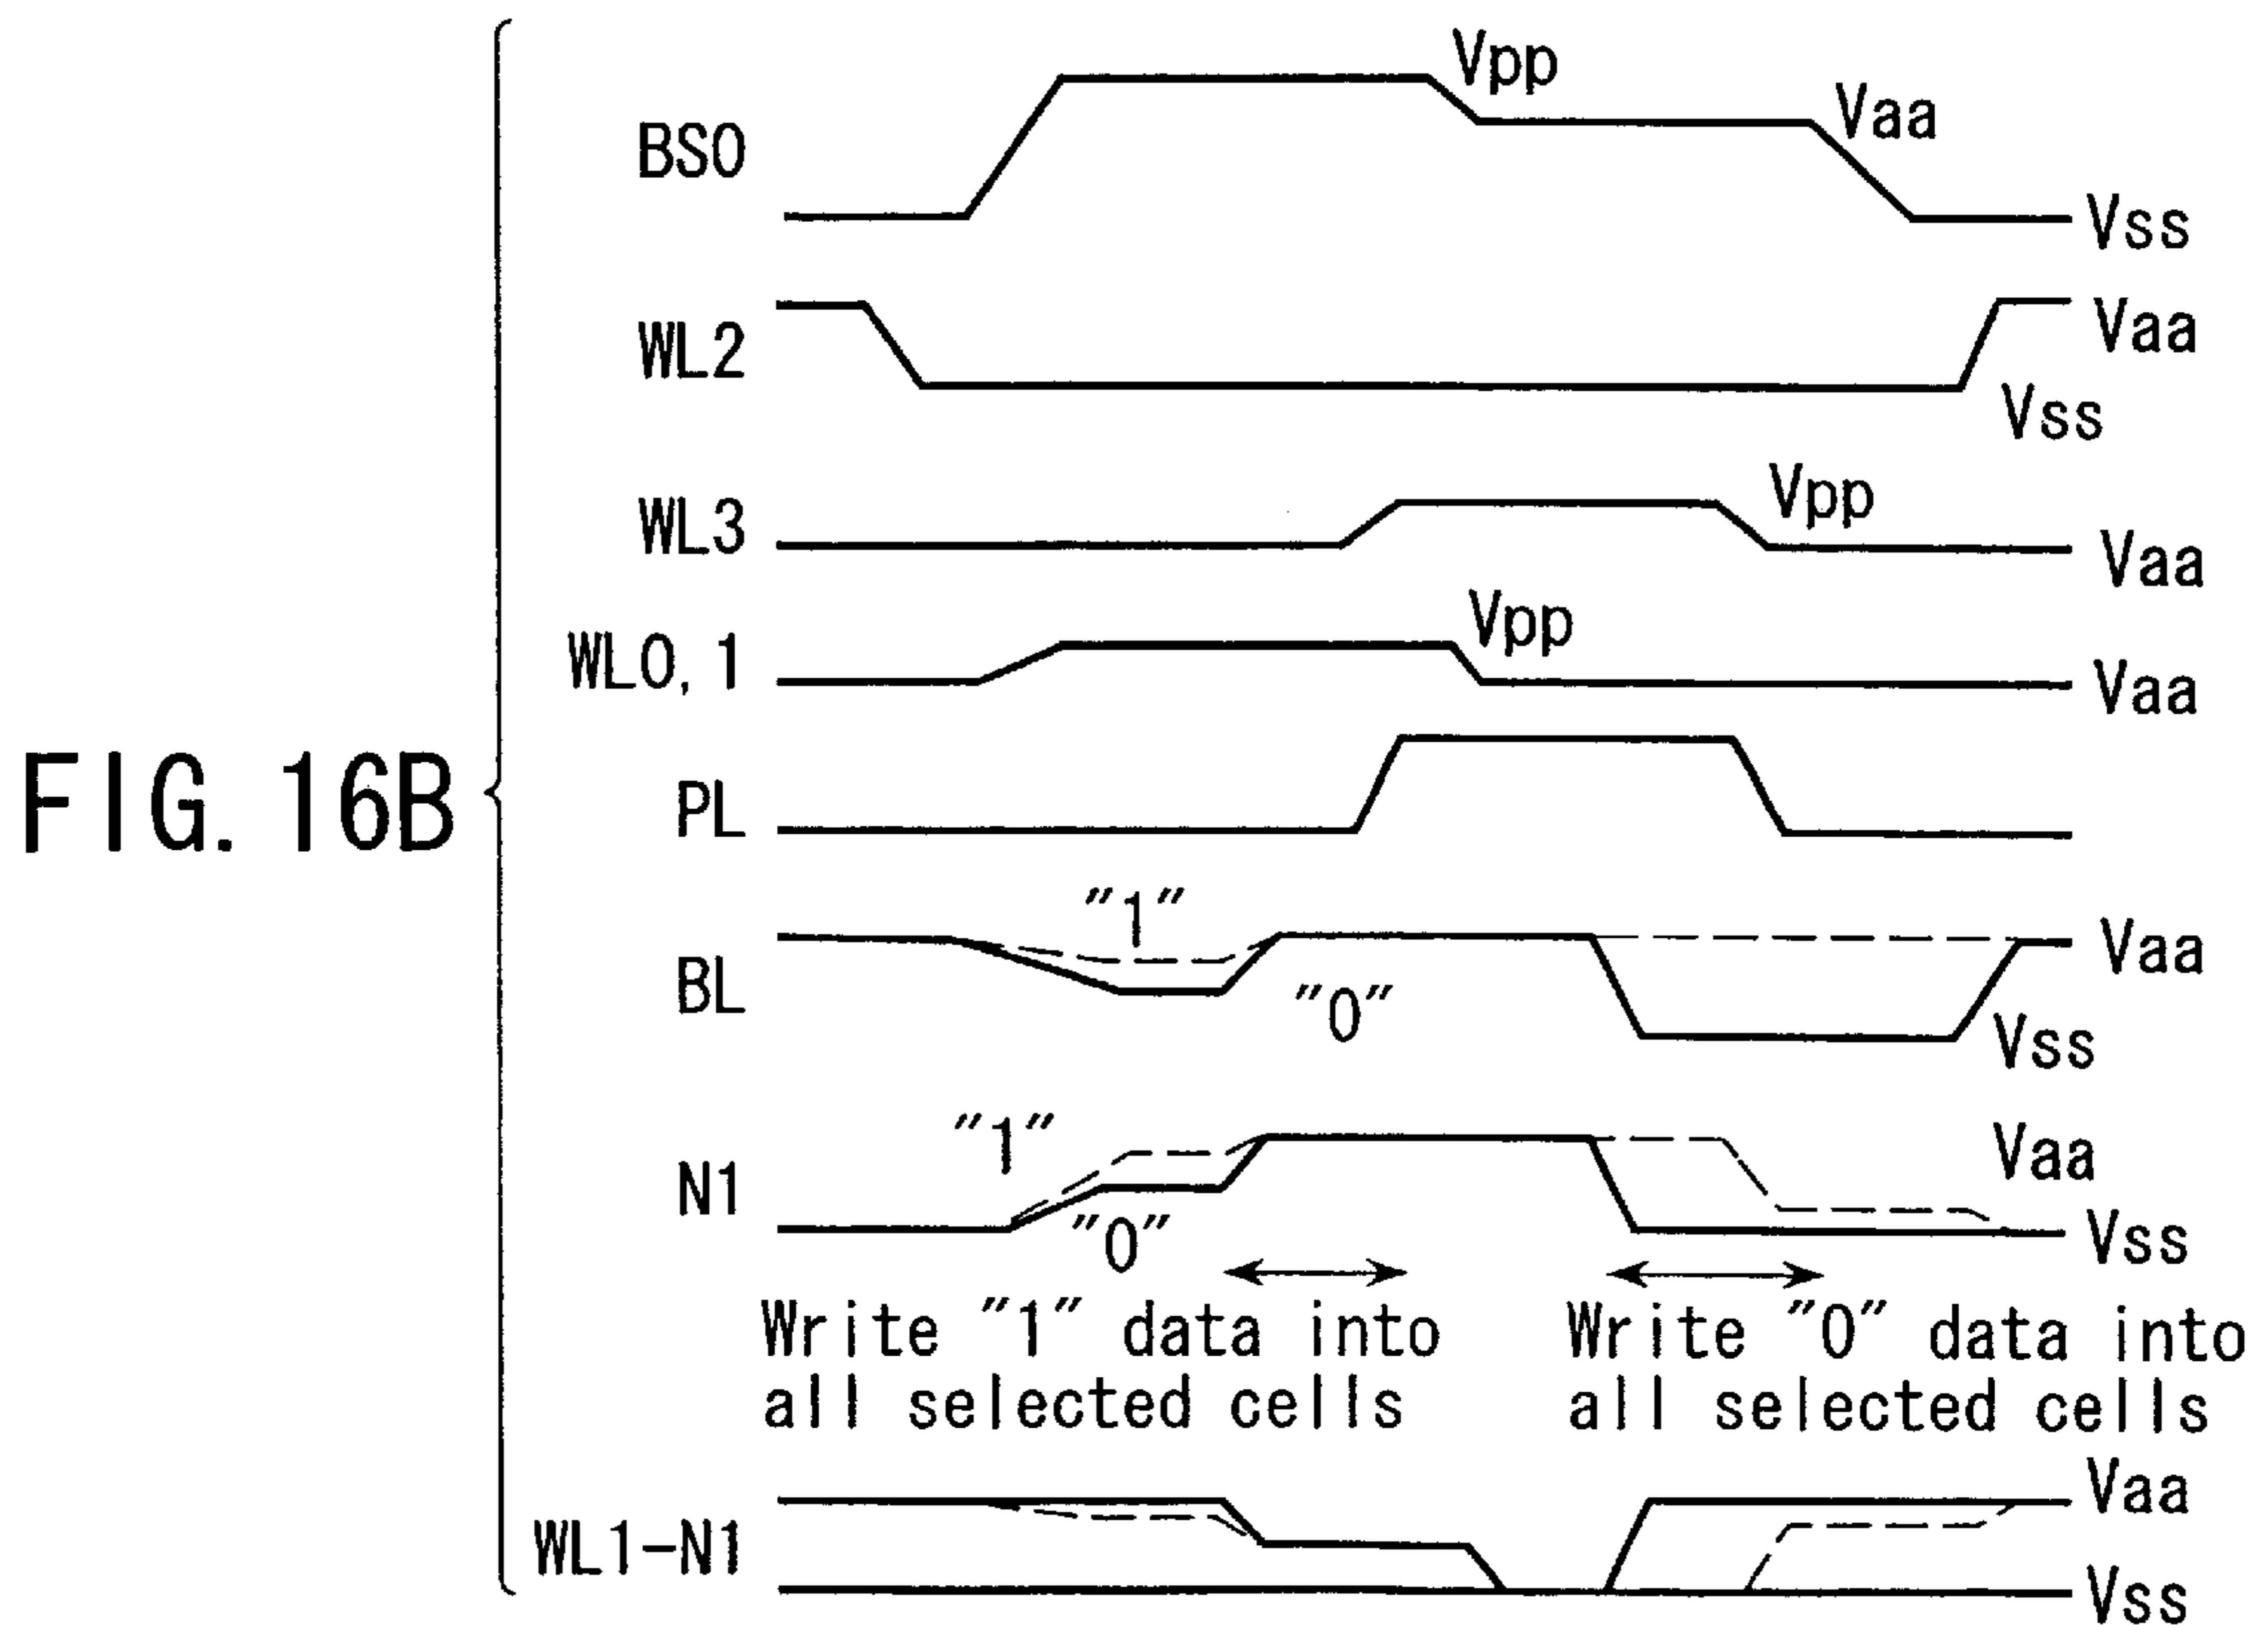 FIG. 16B
Vpp
Vaa
BS0
Vss
WL2
Vaa
Vss
WL3
Vpp
Vaa
WL0, 1
Vpp
Vaa
PL
BL
"1"
"0"
Vaa
Vss
N1
"1"
"0"
Vaa
Vss
Write "1" data into
all selected cells
Write "0" data into
all selected cells
WL1-N1
Vaa
Vss